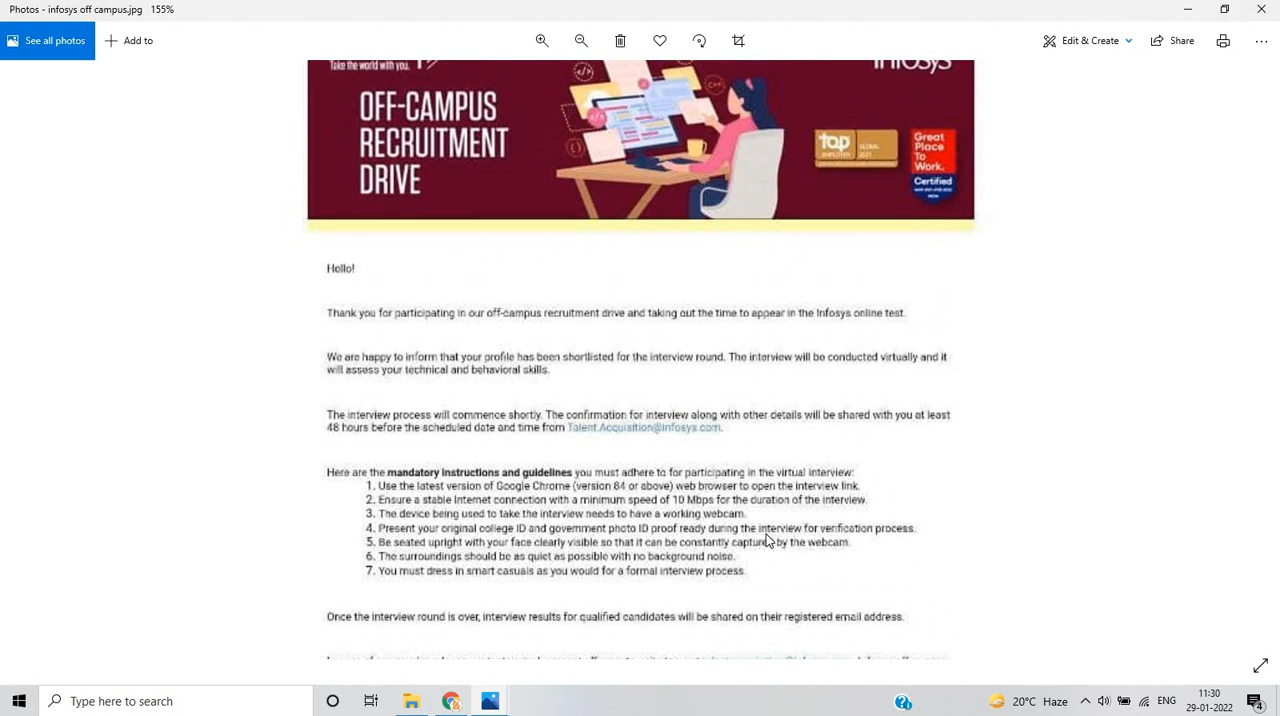 Photos - infosys off campus.jpg 155%
See all photos
Add to
Edit & Create
Share
Take the world with you.
Infosys
OFF-CAMPUS
RECRUITMENT
DRIVE
top
EMPLOYER
GLOBAL
2021
Great
Place
To
Work.
Certified
INDIA
C++
Hello!
Thank you for participating in our off-campus recruitment drive and taking out the time to appear in the Infosys online test.
We are happy to inform that your profile has been shortlisted for the interview round. The interview will be conducted virtually and it
will assess your technical and behavioral skills.
The interview process will commence shortly. The confirmation for interview along with other details will be shared with you at least
48 hours before the scheduled date and time from Talent.Acquisition@infosys.com.
Here are the mandatory instructions and guidelines you must adhere to for participating in the virtual interview:
1. Use the latest version of Google Chrome (version 84 or above) web browser to open the interview link.
2. Ensure a stable Internet connection with a minimum speed of 10 Mbps for the duration of the interview.
3. The device being used to take the interview needs to have a working webcam.
4. Present your original college ID and government photo ID proof ready during the interview for verification process.
5. Be seated upright with your face clearly visible so that it can be constantly capture by the webcam.
6. The surroundings should be as quiet as possible with no background noise.
7. You must dress in smart casuals as you would for a formal interview process.
Once the interview round is over, interview results for qualified candidates will be shared on their registered email address.
Type here to search
20°C Haze
ENG
11:30
29-01-2022
4